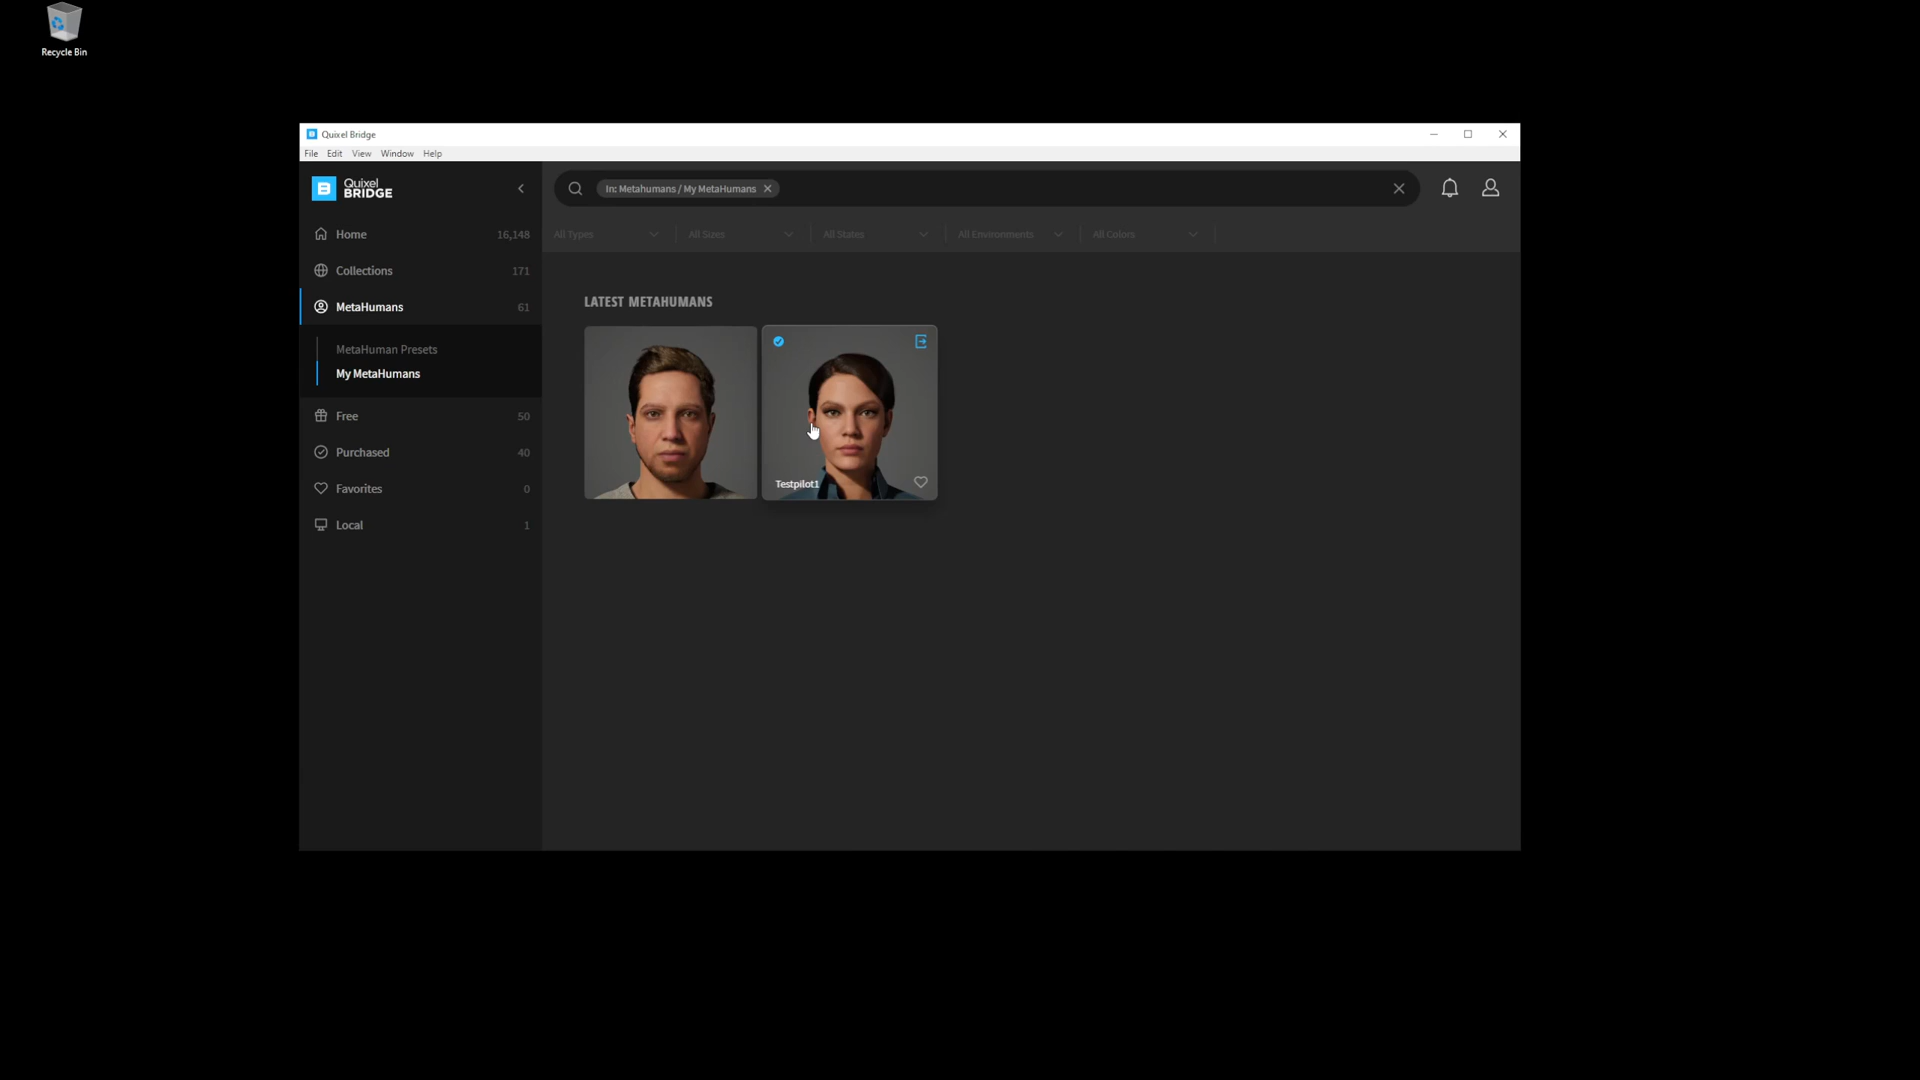 Recycle Bin
Quixel Bridge
File Edit View Window Help
Quixel
BRIDGE
In: Metahumans / My MetaHumans
Home 16,148
All Types All Sizes All States All Environments All Colors
Collections 171
LATEST METAHUMANS
MetaHumans 61
MetaHuman Presets
My MetaHumans
Free 50
Purchased 40
Testpilot1
Favorites 0
Local 1